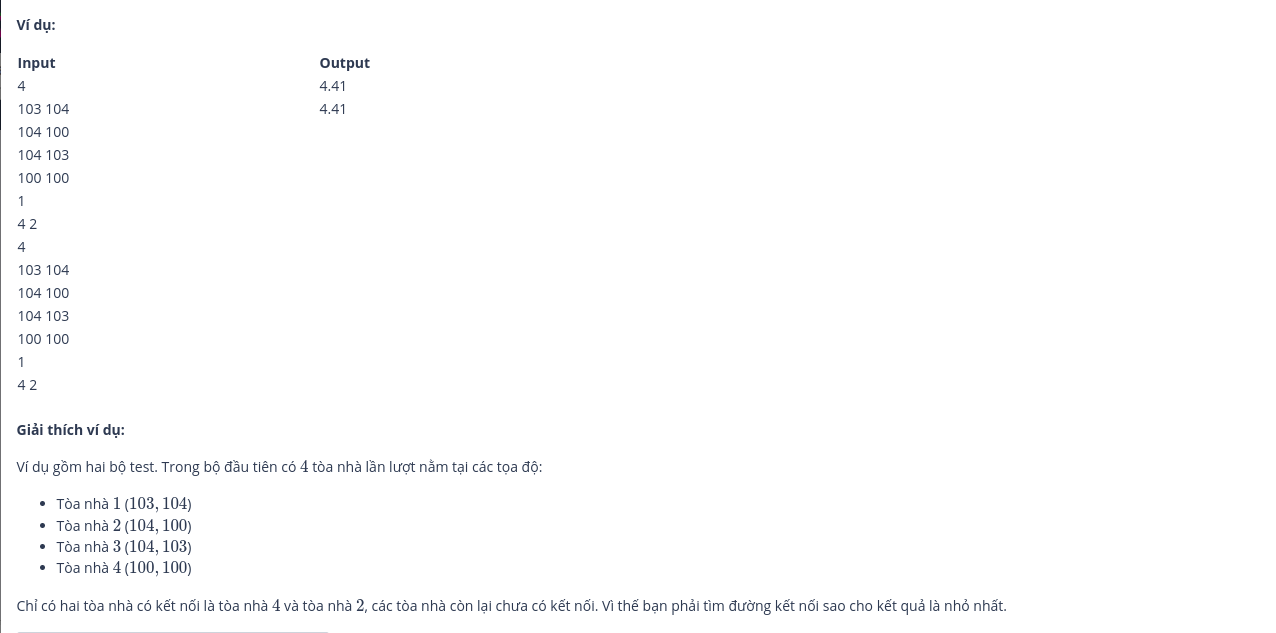 Ví dụ:
Input Output
4 4.41
103 104 4.41
104 100
104 103
100 100
1
4 2
4
103 104
104 100
104 103
100 100
1
4 2
Giải thích ví dụ:
Ví dụ gồm hai bộ test. Trong bộ đầu tiên có 4 tòa nhà lần lượt nằm tại các tọa độ:
• Tòa nhà 1 (103, 104)
• Tòa nhà 2 (104, 100)
• Tòa nhà 3 (104, 103)
• Tòa nhà 4 (100, 100)
Chỉ có hai tòa nhà có kết nối là tòa nhà 4 và tòa nhà 2, các tòa nhà còn lại chưa có kết nối. Vì thế bạn phải tìm đường kết nối sao cho kết quả là nhỏ nhất.